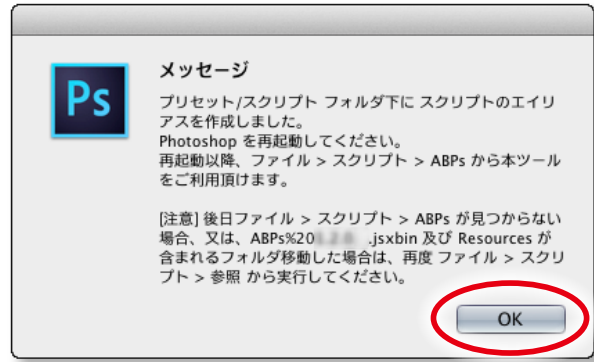 Ps
メッセージ
プリセット/スクリプト フォルダ下に スクリプトのエイリ
アスを作成しました。
Photoshop を再起動してください。
再起動以降、ファイル > スクリプト > ABPs から本ツール
をご利用頂けます。
[注意] 後日ファイル > スクリプト > ABPs が見つからない
場合、又は、ABPs%20 .jsxbin 及び Resources が
含まれるフォルダ移動した場合は、再度 ファイル > スクリ
プト > 参照 から実行してください。
OK